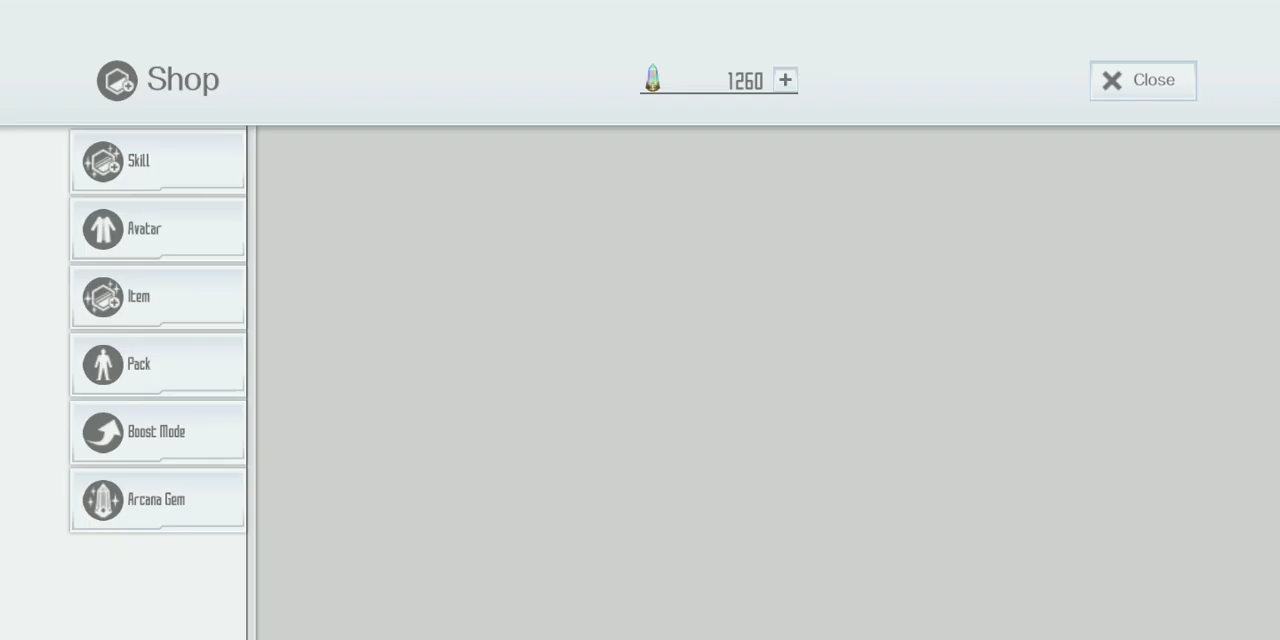 Shop
1260
Close
Skill
Avatar
Item
Pack
Boost Mode
Arcana Gem